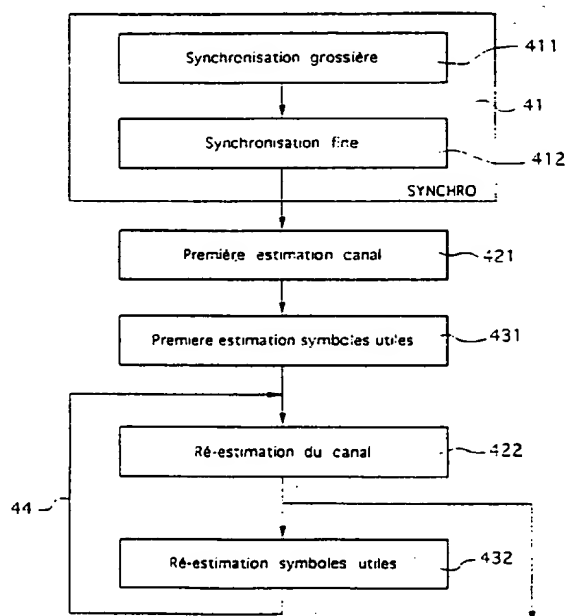 Synchronisation grossière
411
41
Synchronisation fine
412
SYNCHRO
Première estimation canal
421
Premiere estimation symboles utiles
431
Ré-estimation du canal
422
44
Ré-estimation symboles utiles
432